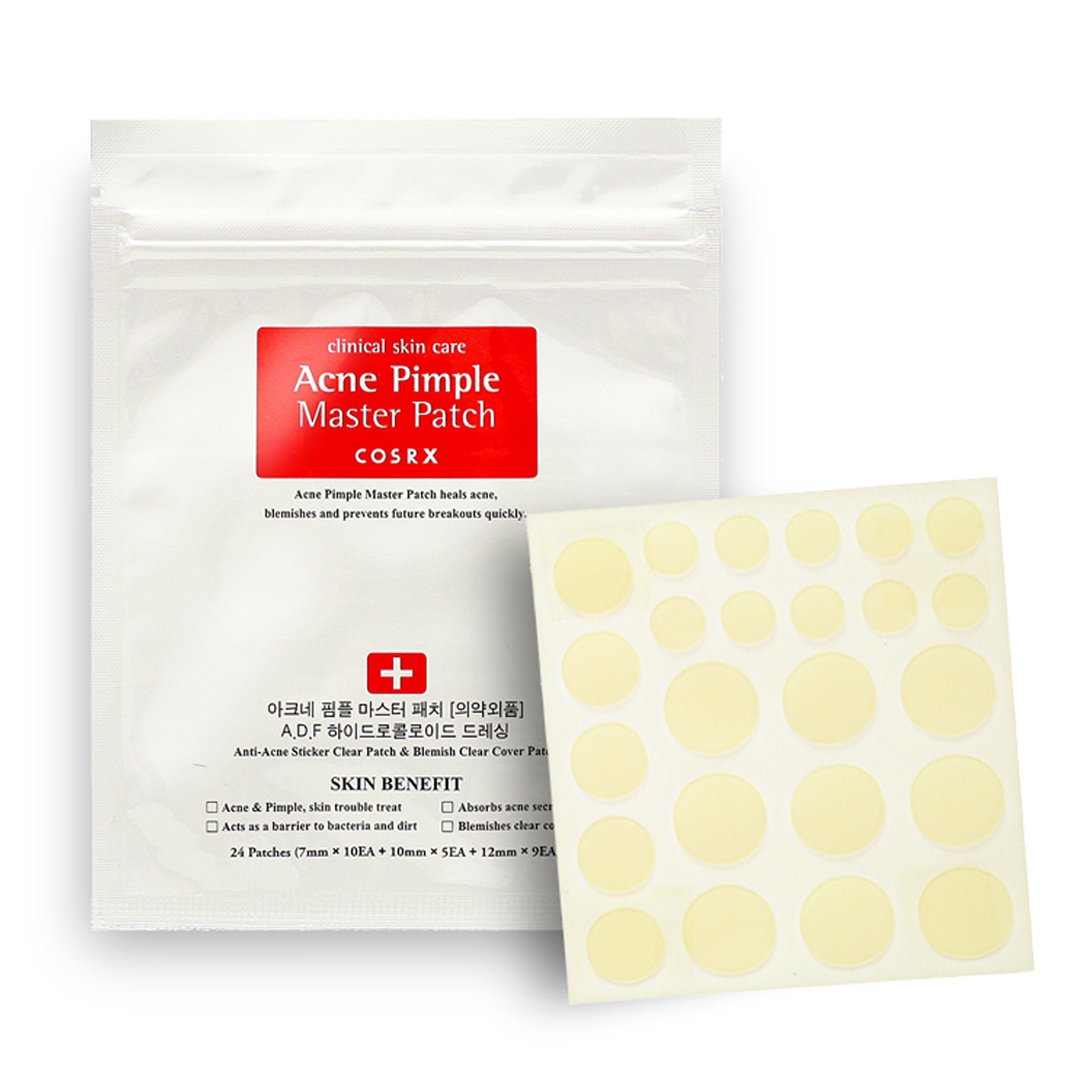 clinical skin care
Acne Pimple
Master Patch
COSRX
Acne Pimple Master Patch heals acne,
blemishes and prevents future breakouts quickly.
아크네 핌플 마스터 패치 [의약외품]
A.D.F 하이드로콜로이드 드레싱
Anti-Acne Sticker Clear Patch & Blemish Clear Cover
SKIN BENEFIT
☐ Acne & Pimple, skin trouble treat ☐ Absorbs acne
☐ Acts as a barrier to bacteria and dirt ☐ Blemishes clear
24 Patches (7mm × 10EA + 10mm × 5EA + 12mm × 9EA